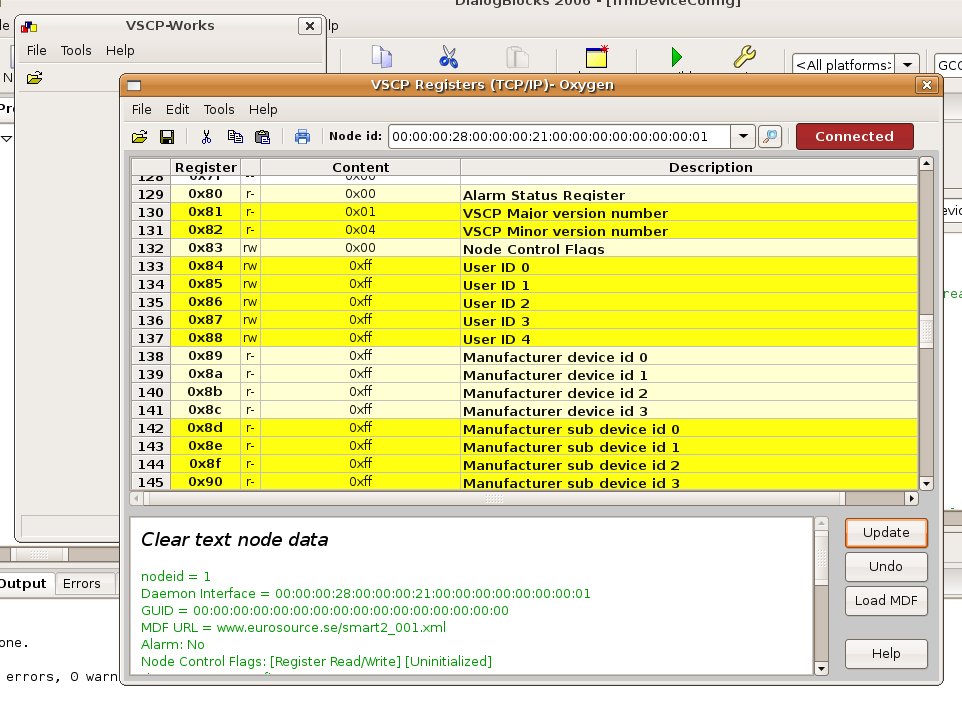 DialogBlocks 2006 - [frmDeviceConfig]
VSCP-Works
File Tools Help
<All platforms>
GCC
VSCP Registers (TCP/IP)- Oxygen
File Edit Tools Help
Node id: 00:00:00:28:00:00:00:21:00:00:00:00:00:00:00:01 Connected
Register Content Description
128 0x7f -- 0x00
129 0x80 r- 0x00 Alarm Status Register
130 0x81 r- 0x01 VSCP Major version number
131 0x82 r- 0x04 VSCP Minor version number
132 0x83 rw 0x00 Node Control Flags
133 0x84 rw 0xff User ID 0
134 0x85 rw 0xff User ID 1
135 0x86 rw 0xff User ID 2
136 0x87 rw 0xff User ID 3
137 0x88 rw 0xff User ID 4
138 0x89 r- 0xff Manufacturer device id 0
139 0x8a r- 0xff Manufacturer device id 1
140 0x8b r- 0xff Manufacturer device id 2
141 0x8c r- 0xff Manufacturer device id 3
142 0x8d r- 0xff Manufacturer sub device id 0
143 0x8e r- 0xff Manufacturer sub device id 1
144 0x8f r- 0xff Manufacturer sub device id 2
145 0x90 r- 0xff Manufacturer sub device id 3
Clear text node data
nodeid = 1
Daemon Interface = 00:00:00:28:00:00:00:21:00:00:00:00:00:00:00:01
GUID = 00:00:00:00:00:00:00:00:00:00:00:00:00:00:00:00
MDF URL = www.eurosource.se/smart2_001.xml
Alarm: No
Node Control Flags: [Register Read/Write] [Uninitialized]
Update
Undo
Load MDF
Help
Output Errors
one.
errors, 0 warn